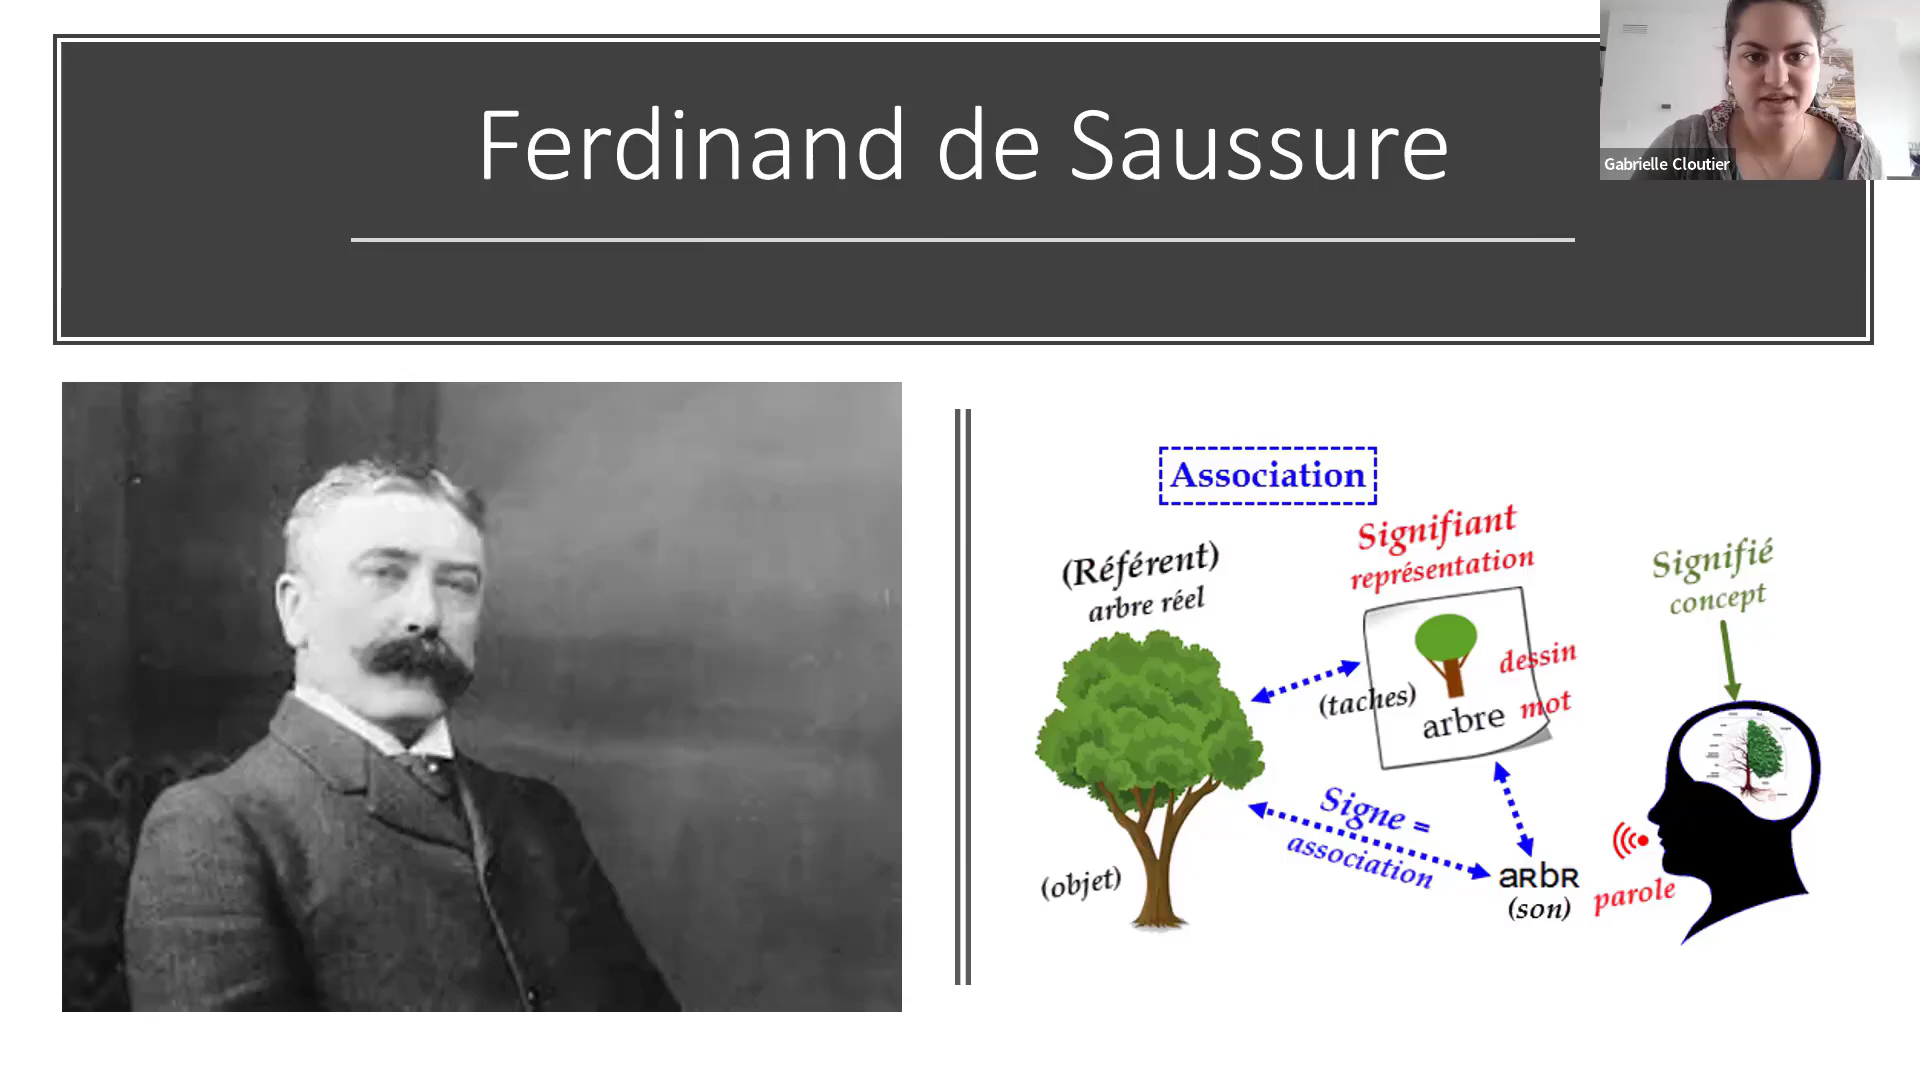 Ferdinand de Saussure
Gabrielle Cloutier
Association
(Référent)
arbre réel
Signifiant
représentation
Signifié
concept
dessin
(taches)
mot
arbre
Signe =
association
(objet)
aRbR
(son)
parole